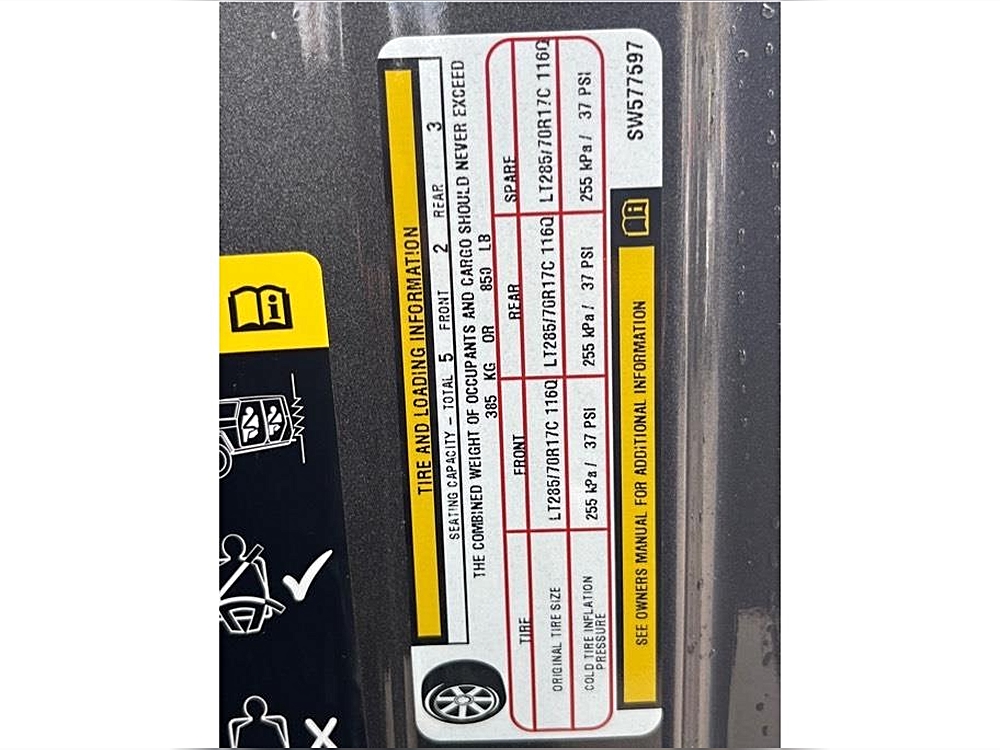 TIRE AND LOADING INFORMATION
SEATING CAPACITY – TOTAL 5 FRONT 2 REAR 3
THE COMBINED WEIGHT OF OCCUPANTS AND CARGO SHOULD NEVER EXCEED
385 KG OR 850 LB
TIRE FRONT REAR SPARE
ORIGINAL TIRE SIZE LT285/70R17C 116Q LT285/70R17C 116Q LT285/70R17C 116Q
COLD TIRE INFLATION PRESSURE 255 kPa / 37 PSI 255 kPa / 37 PSI 255 kPa / 37 PSI
SEE OWNERS MANUAL FOR ADDITIONAL INFORMATION
SW577597